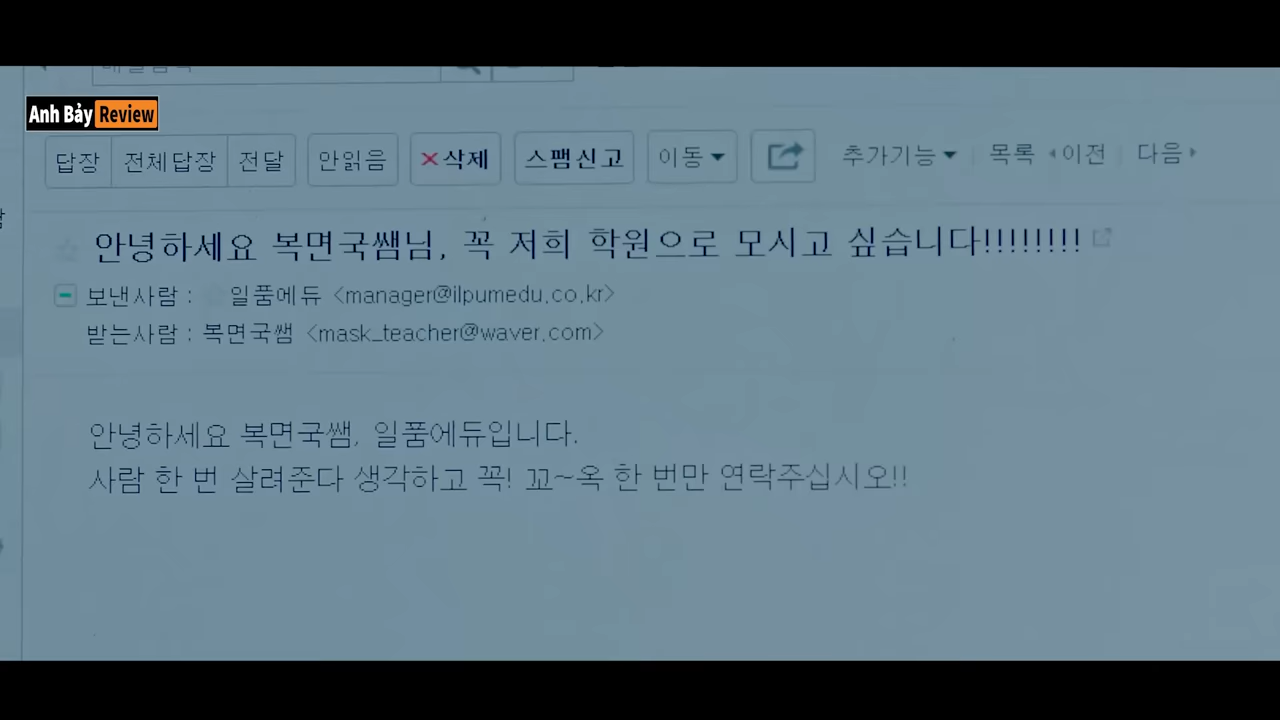 Anh Bảy Review
답장 전체답장 전달 안읽음 ×삭제 스팸신고 이동 추가기능 목록 이전 다음
안녕하세요 복면국쌤님, 꼭 저희 학원으로 모시고 싶습니다!!!!!!!!
보낸사람 : 일품에듀 <manager@ilpumedu.co.kr>
받는사람 : 복면국쌤 <mask_teacher@waver.com>
안녕하세요 복면국쌤, 일품에듀입니다.
사람 한 번 살려준다 생각하고 꼭! 꼬~옥 한 번만 연락주십시오!!